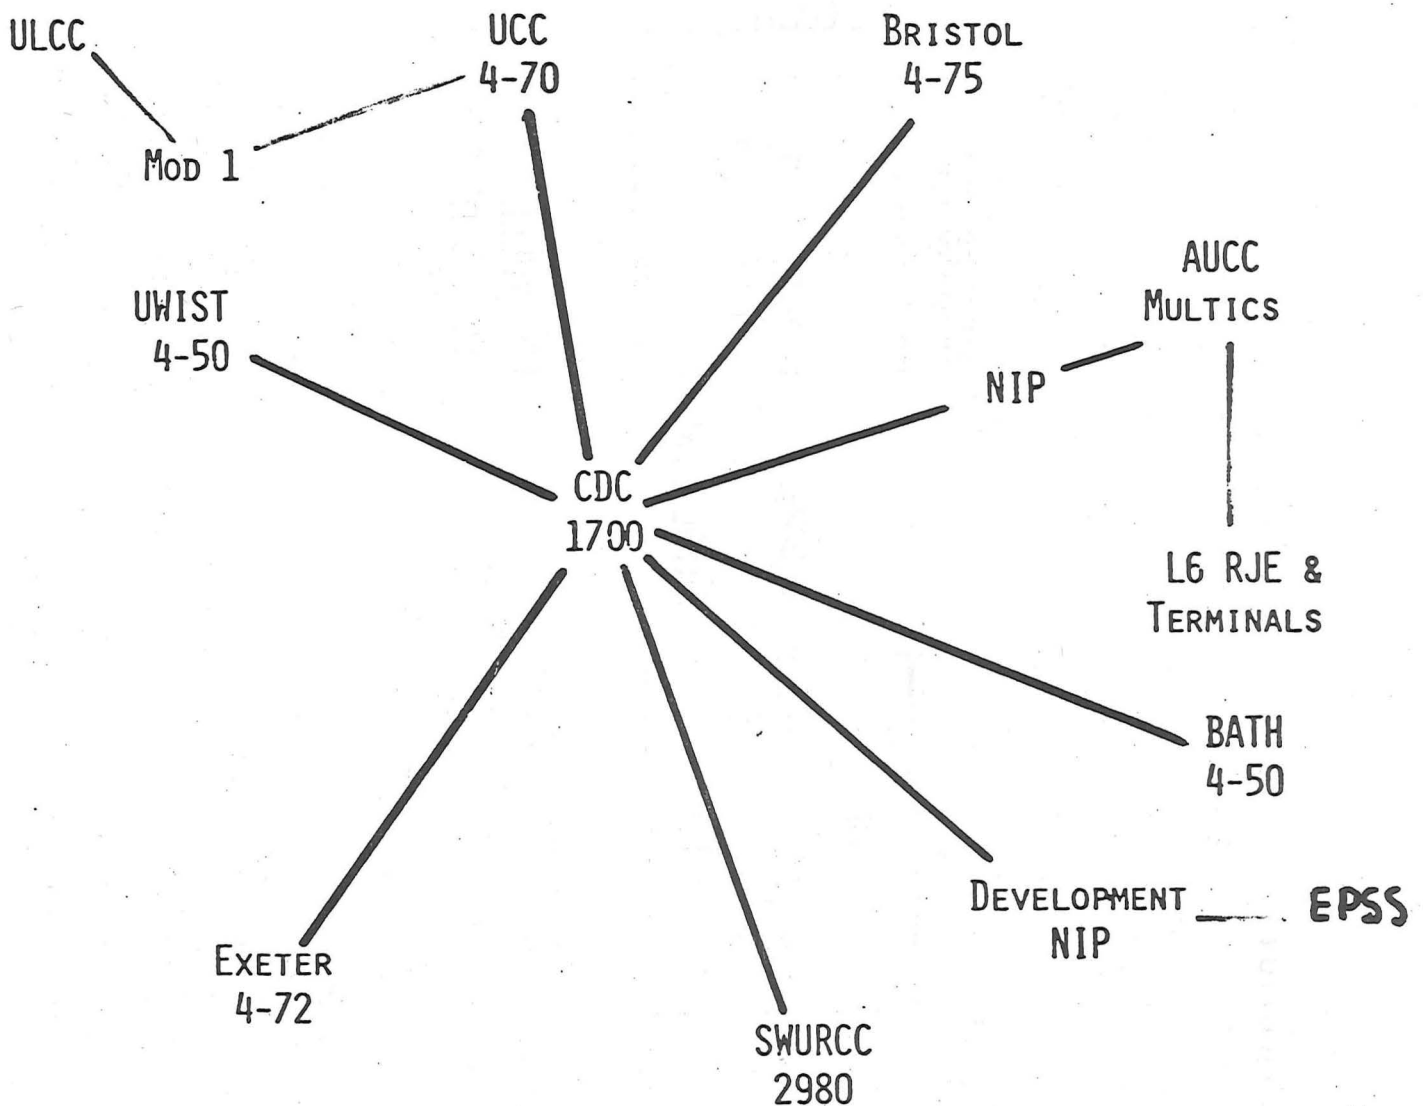 ULCC
UCC
4-70
BRISTOL
4-75
MOD 1
AUCC
MULTICS
UWIST
4-50
NIP
CDC
1700
L6 RJE &
TERMINALS
BATH
4-50
DEVELOPMENT
NIP
EPSS
EXETER
4-72
SWURCC
2980